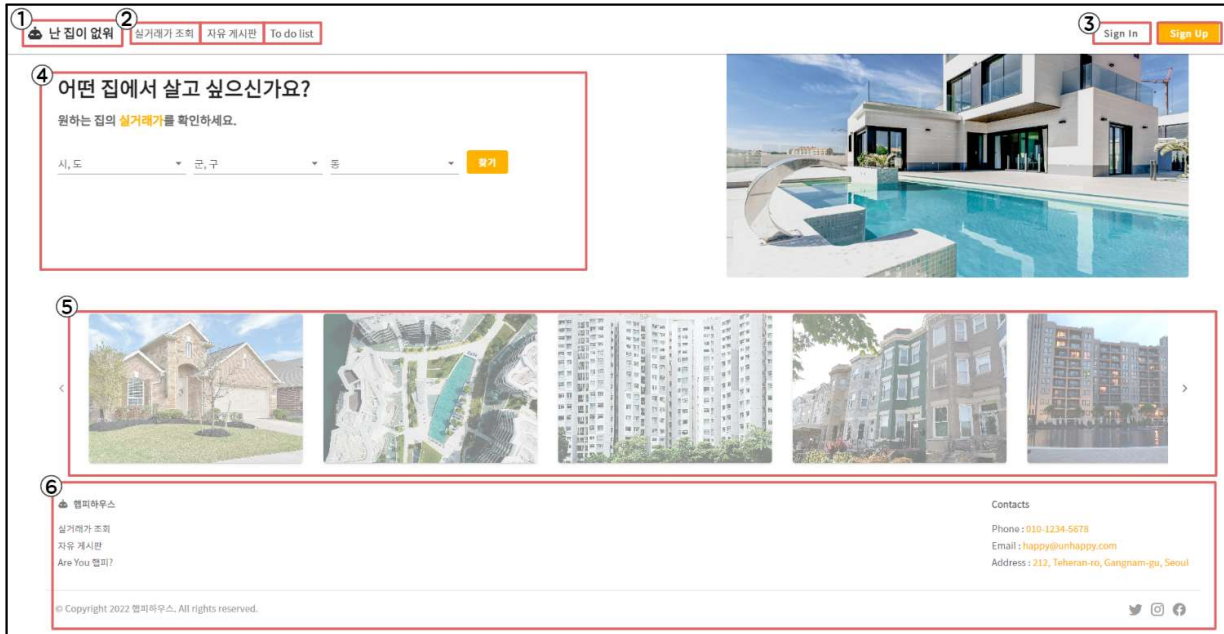 ①
난 집이 없워
②
실거래가 조회
자유 게시판
To do list
③
Sign In
Sign Up
④
어떤 집에서 살고 싶으신가요?
원하는 집의 실거래가를 확인하세요.
시, 도
군, 구
동
찾기
⑤
⑥
햅피하우스
실거래가 조회
자유 게시판
Are You 햅피?
Contacts
Phone : 010-1234-5678
Email : happy@unhappy.com
Address : 212, Teheran-ro, Gangnam-gu, Seoul
© Copyright 2022 햅피하우스. All rights reserved.